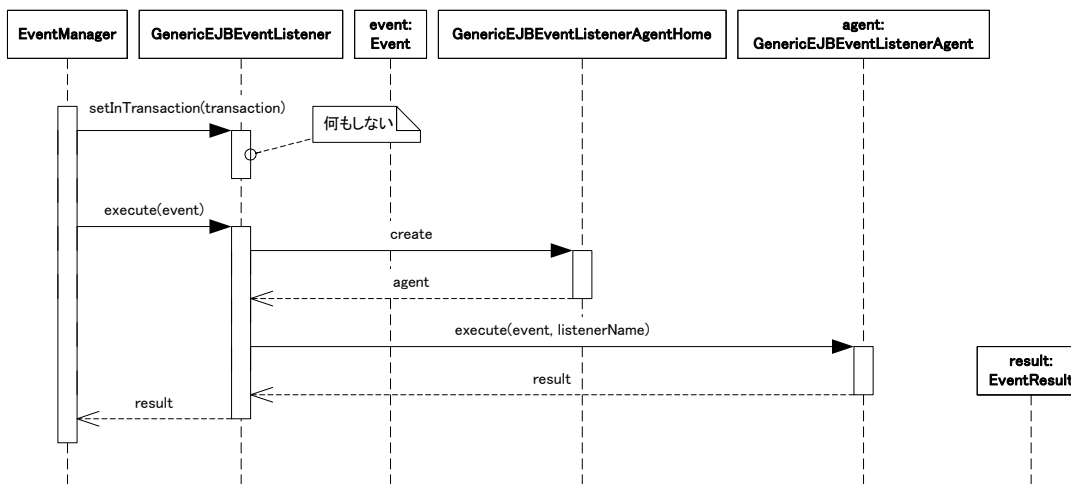 EventManager
GenericEJBEventListener
event:
Event
GenericEJBEventListenerAgentHome
agent:
GenericEJBEventListenerAgent
setInTransaction(transaction)
何もしない
execute(event)
create
agent
execute(event, listenerName)
result:
EventResult
result
result